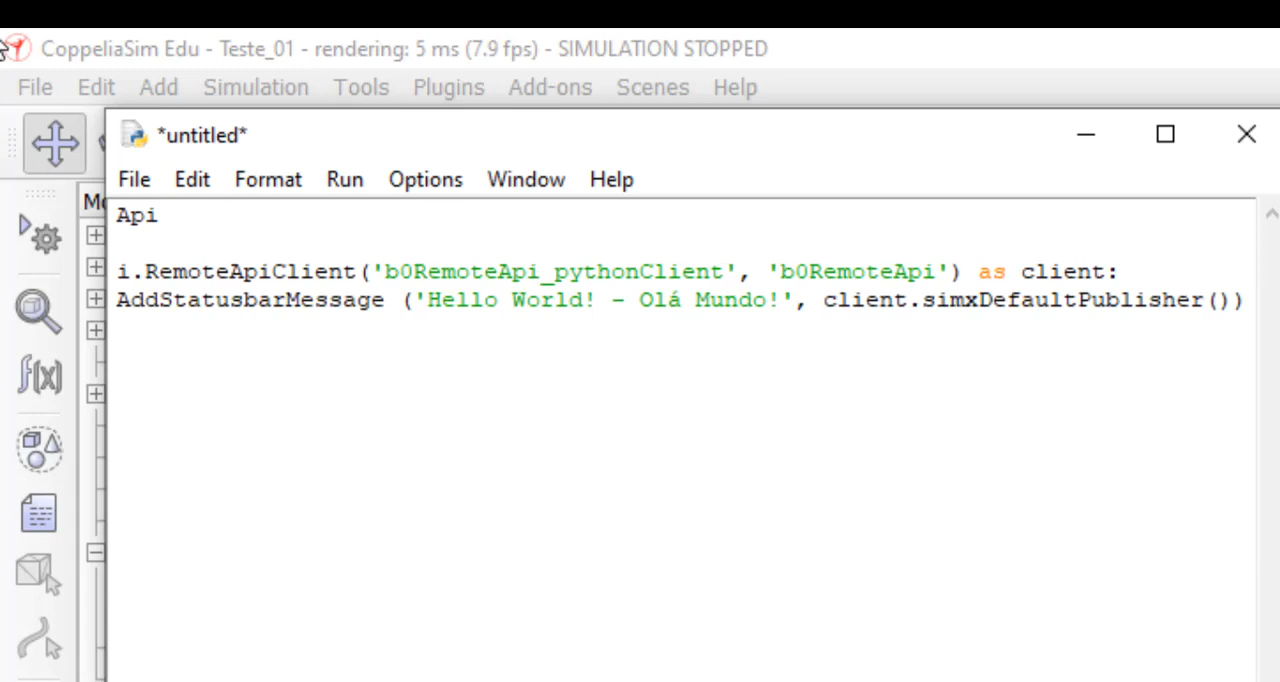 CoppeliaSim Edu - Teste_01 - rendering: 5 ms (7.9 fps) - SIMULATION STOPPED
File Edit Add Simulation Tools Plugins Add-ons Scenes Help
*untitled*
File Edit Format Run Options Window Help
Mo
Api
i.RemoteApiClient('b0RemoteApi_pythonClient', 'b0RemoteApi') as client:
AddStatusbarMessage ('Hello World! - Olá Mundo!', client.simxDefaultPublisher())
f(x)